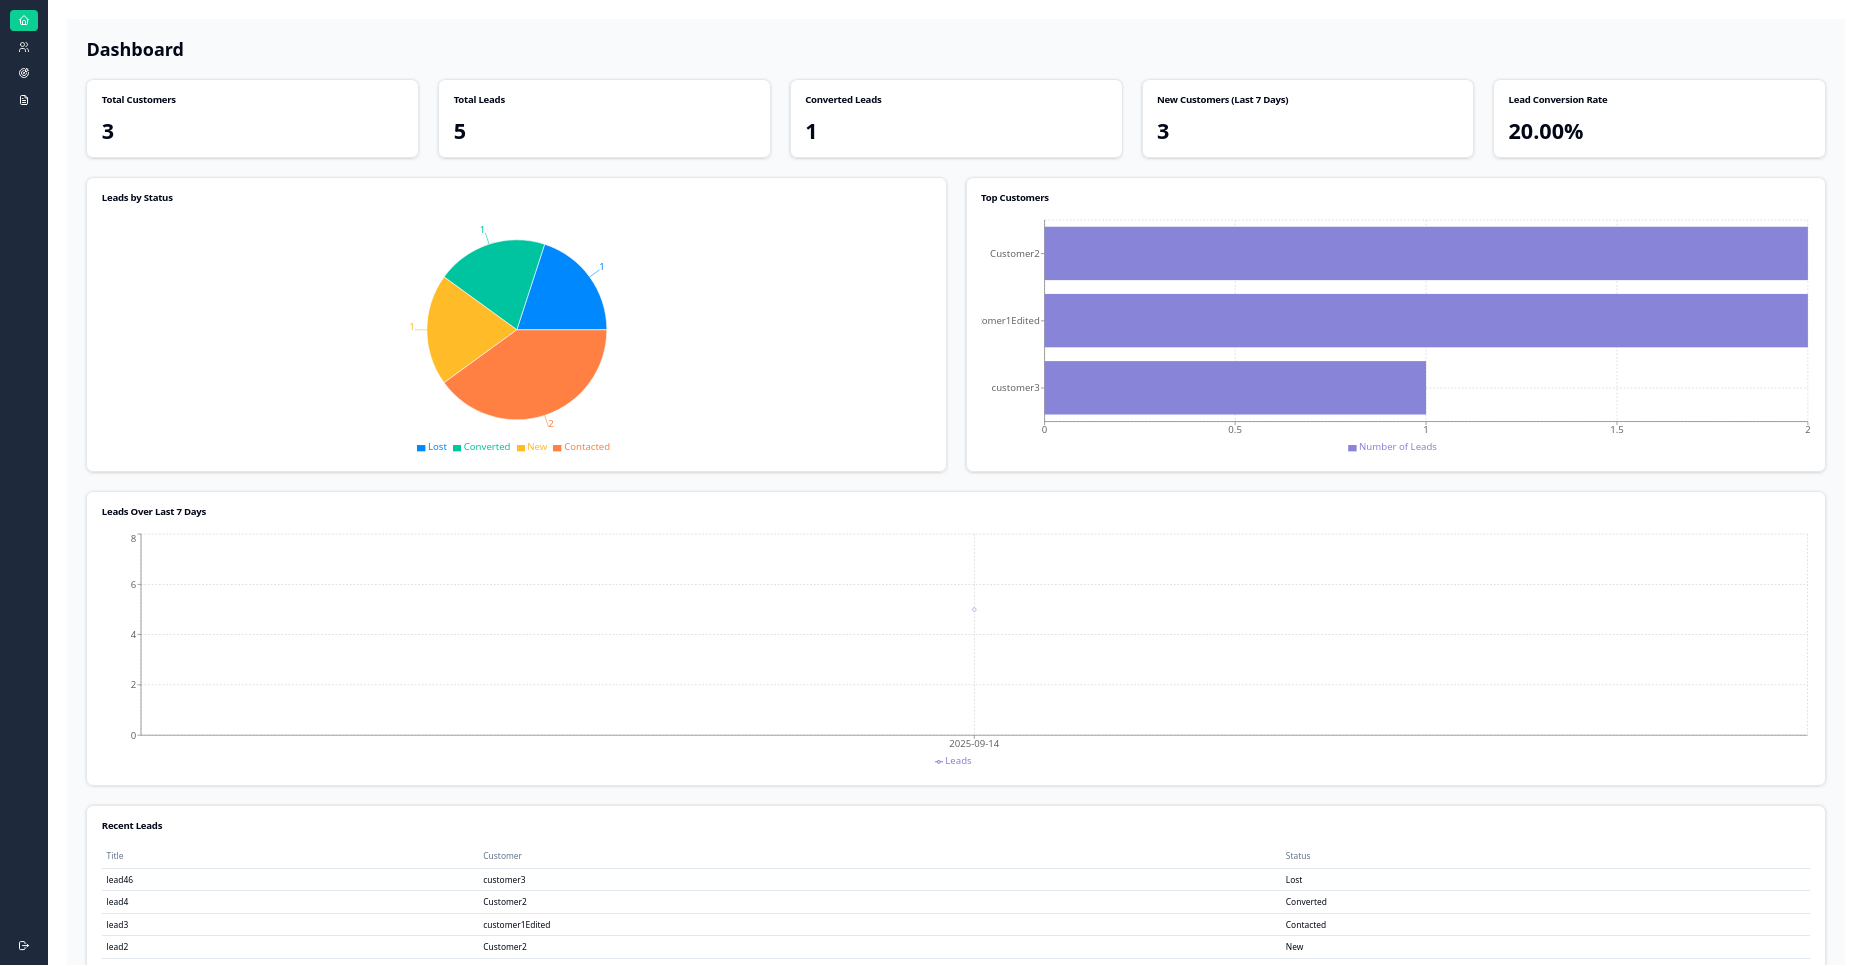 Dashboard
Total Customers
3
Total Leads
5
Converted Leads
1
New Customers (Last 7 Days)
3
Lead Conversion Rate
20.00%
Leads by Status
1
1
1
2
Lost Converted New Contacted
Top Customers
Customer2
omer1Edited
customer3
0 0.5 1 1.5 2
Number of Leads
Leads Over Last 7 Days
8
6
4
2
0
2025-09-14
Leads
Recent Leads
Title Customer Status
lead46 customer3 Lost
lead4 Customer2 Converted
lead3 customer1Edited Contacted
lead2 Customer2 New